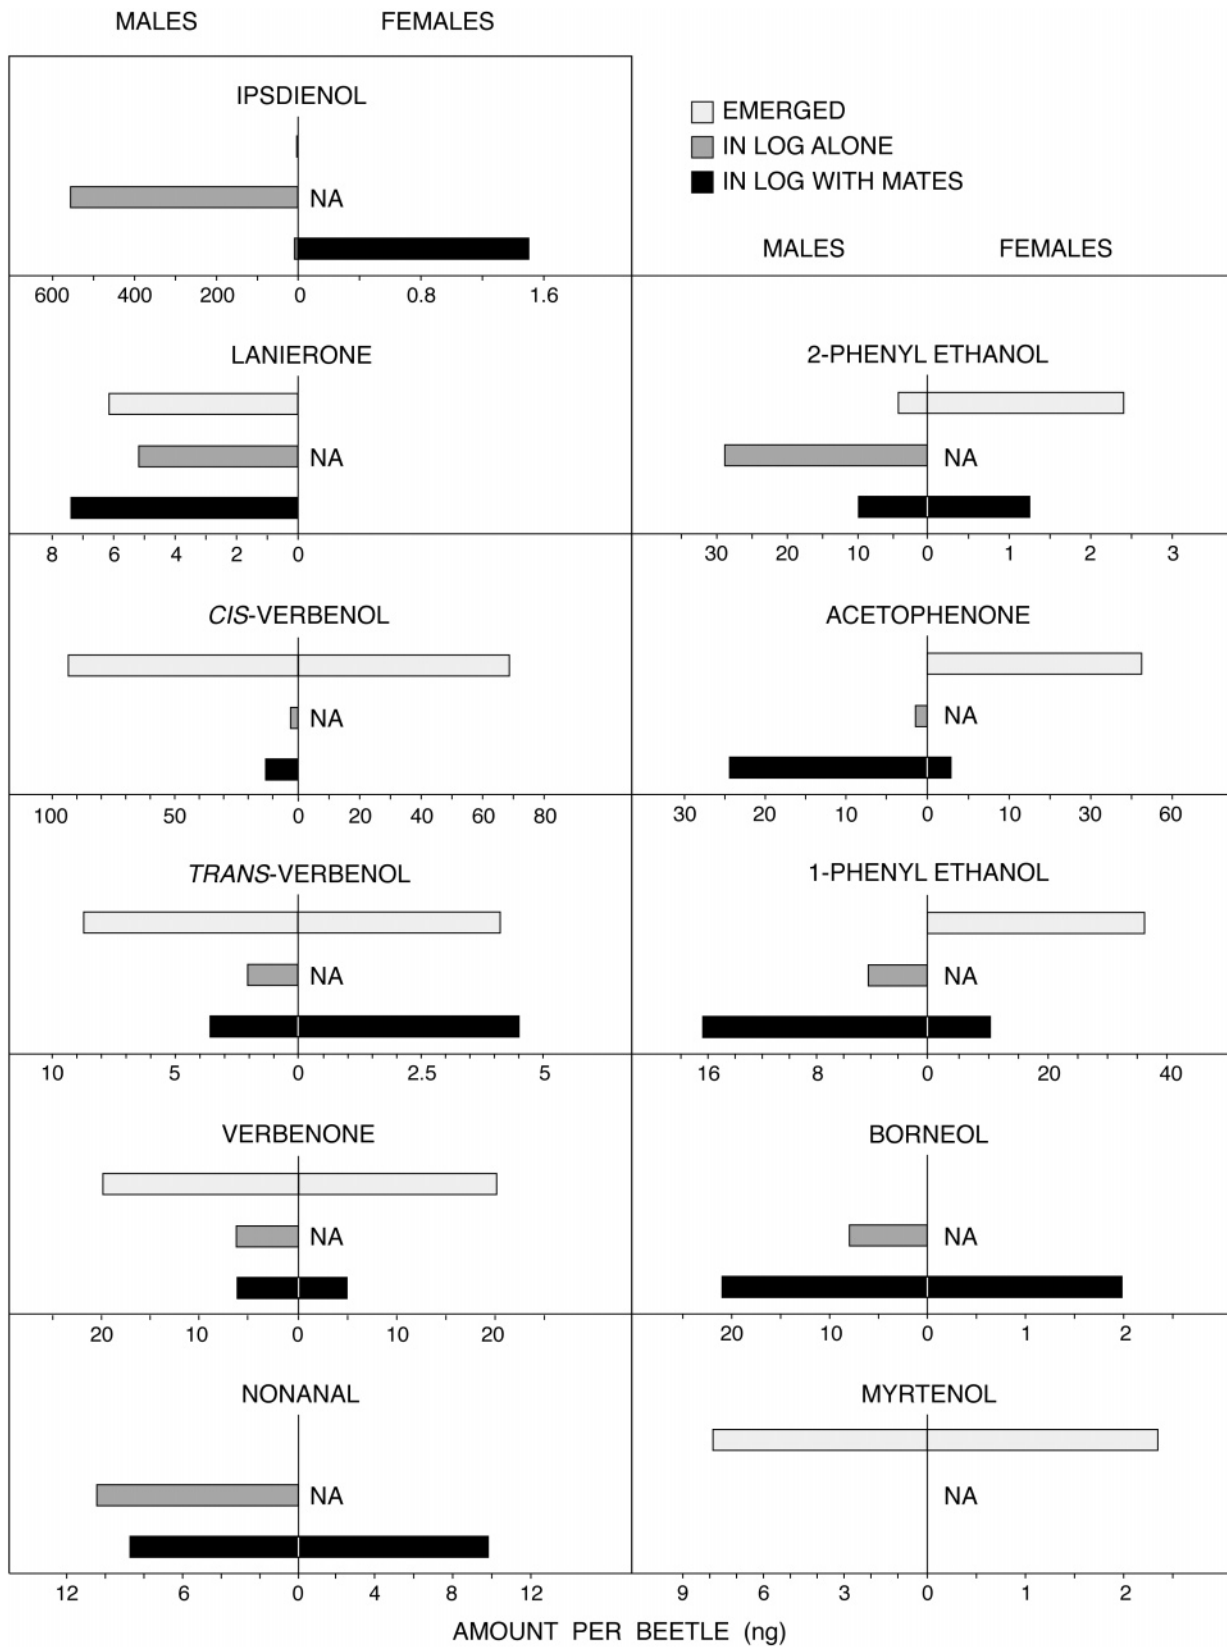 MALES FEMALES
IPSDIENOL
NA
600 400 200 0 0.8 1.6
LANIERONE
NA
8 6 4 2 0
CIS-VERBENOL
NA
100 50 0 20 40 60 80
TRANS-VERBENOL
NA
10 5 0 2.5 5
VERBENONE
NA
20 10 0 10 20
NONANAL
NA
12 6 0 4 8 12
EMERGED
IN LOG ALONE
IN LOG WITH MATES
MALES FEMALES
2-PHENYL ETHANOL
NA
30 20 10 0 1 2 3
ACETOPHENONE
NA
30 20 10 0 10 30 60
1-PHENYL ETHANOL
NA
16 8 0 20 40
BORNEOL
NA
20 10 0 1 2
MYRTENOL
NA
9 6 3 0 1 2
AMOUNT PER BEETLE (ng)